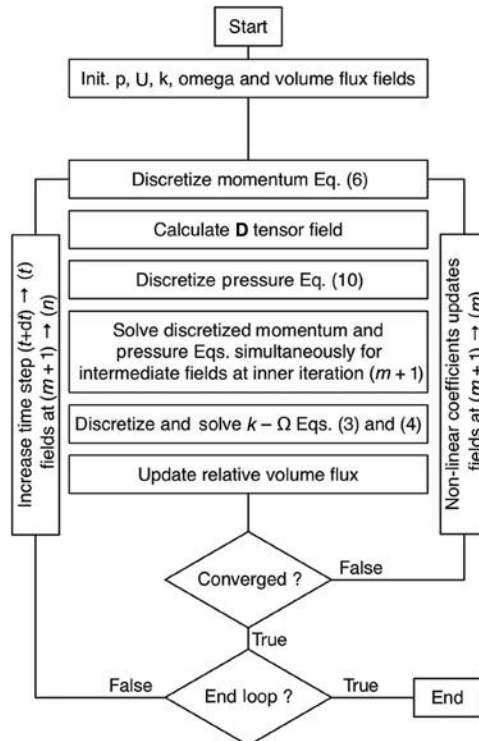 Start
Init. p, U, k, omega and volume flux fields
Discretize momentum Eq. (6)
Calculate D tensor field
Discretize pressure Eq. (10)
Solve discretized momentum and
pressure Eqs. simultaneously for
intermediate fields at inner iteration (m + 1)
Discretize and solve k − Ω Eqs. (3) and (4)
Update relative volume flux
Increase time step (t+dt) → (t)
fields at (m + 1) → (n)
Non-linear coefficients updates
fields at (m + 1) → (m)
Converged ?
False
True
End loop ?
False
True
End